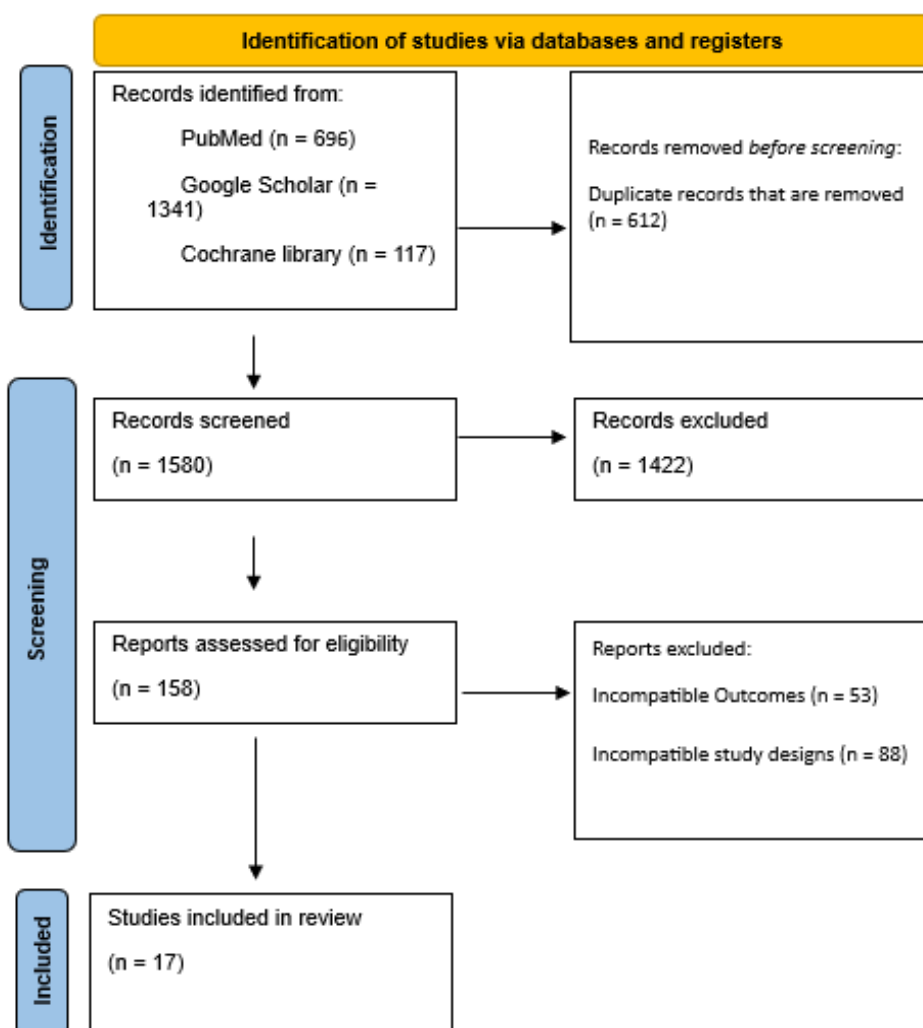 Identification of studies via databases and registers
Identification
Records identified from:
PubMed (n = 696)
Google Scholar (n =
1341)
Cochrane library (n = 117)
Records removed before screening:
Duplicate records that are removed
(n = 612)
Screening
Records screened
(n = 1580)
Records excluded
(n = 1422)
Reports assessed for eligibility
(n = 158)
Reports excluded:
Incompatible Outcomes (n = 53)
Incompatible study designs (n = 88)
Included
Studies included in review
(n = 17)